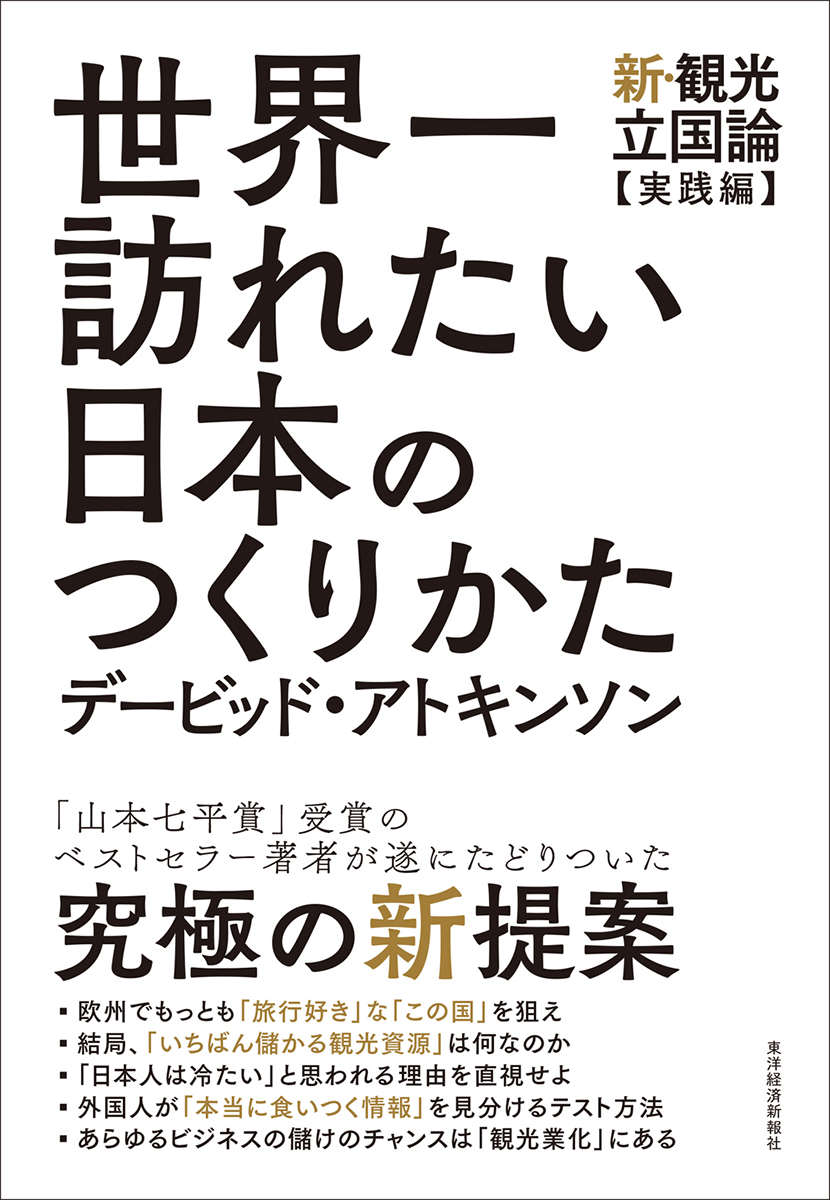 世界一
訪れたい
日本の
つくりかた
新・観光
立国論
【実践編】
デービッド・アトキンソン
「山本七平賞」受賞の
ベストセラー著者が遂にたどりついた
究極の新提案
▪ 欧州でもっとも「旅行好き」な「この国」を狙え
▪ 結局、「いちばん儲かる観光資源」は何なのか
▪ 「日本人は冷たい」と思われる理由を直視せよ
▪ 外国人が「本当に食いつく情報」を見分けるテスト方法
▪ あらゆるビジネスの儲けのチャンスは「観光業化」にある
東洋経済新報社